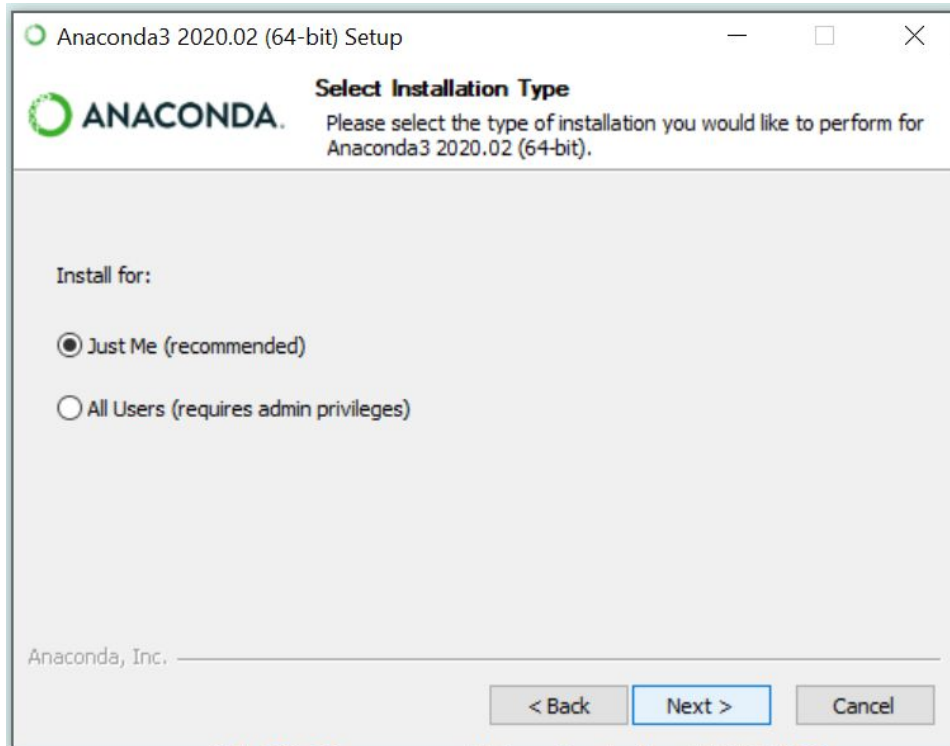 Anaconda3 2020.02 (64-bit) Setup
ANACONDA.
Select Installation Type
Please select the type of installation you would like to perform for
Anaconda3 2020.02 (64-bit).
Install for:
Just Me (recommended)
All Users (requires admin privileges)
Anaconda, Inc.
< Back
Next >
Cancel